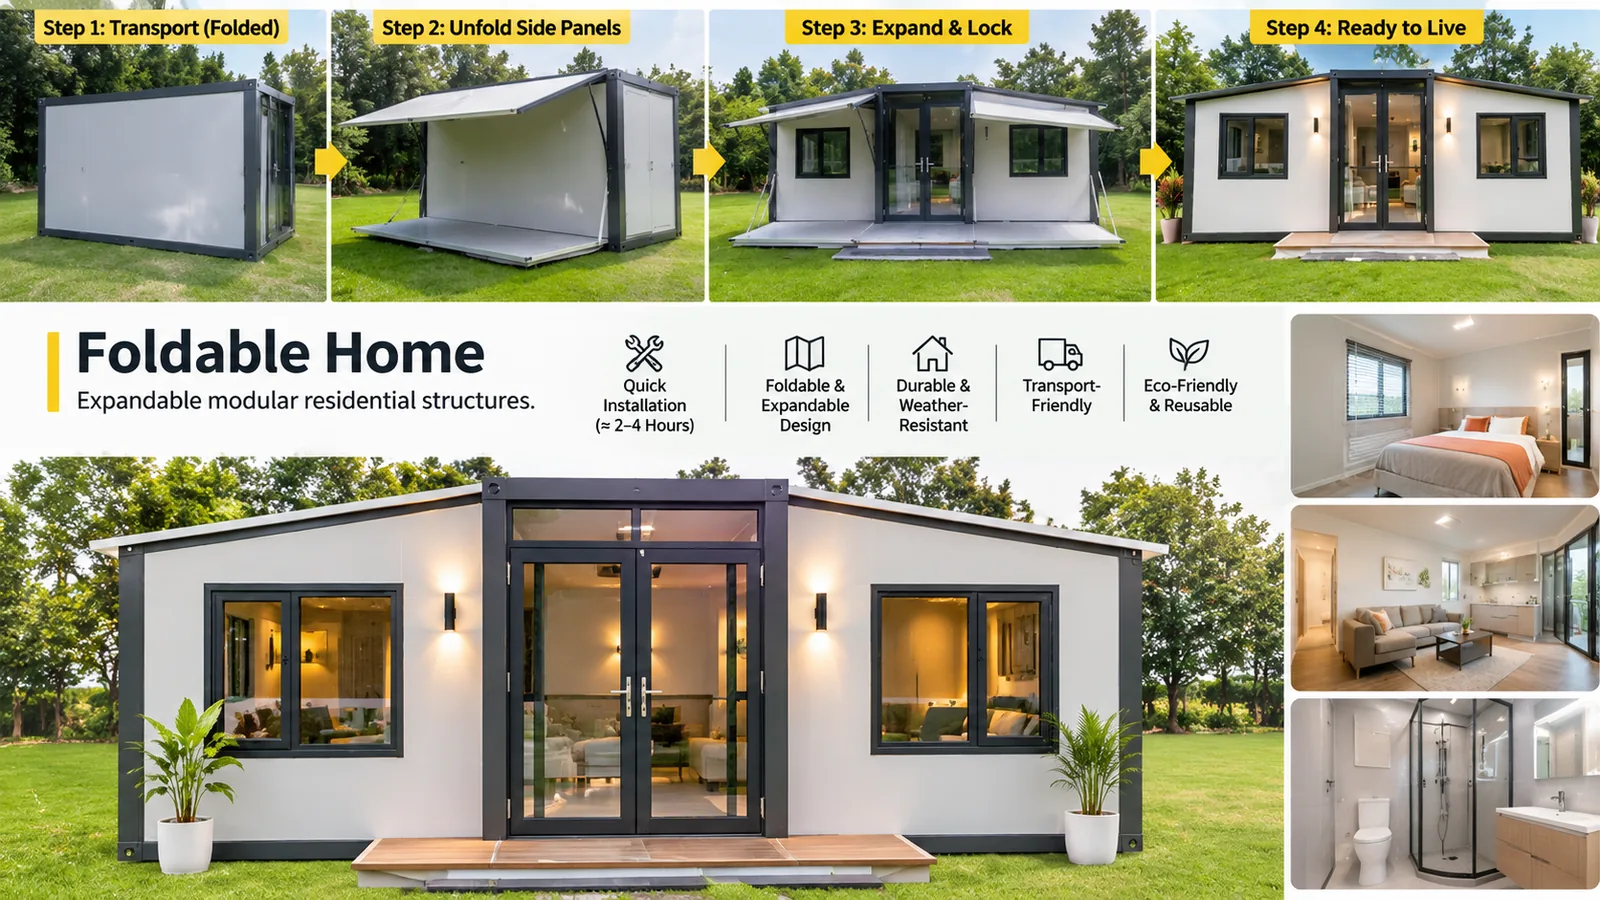 Step 1: Transport (Folded)
Step 2: Unfold Side Panels
Step 3: Expand & Lock
Step 4: Ready to Live
Foldable Home
Expandable modular residential structures.
Quick
Installation
(≈ 2–4 Hours)
Foldable &
Expandable
Design
Durable &
Weather-
Resistant
Transport-
Friendly
Eco-Friendly
& Reusable